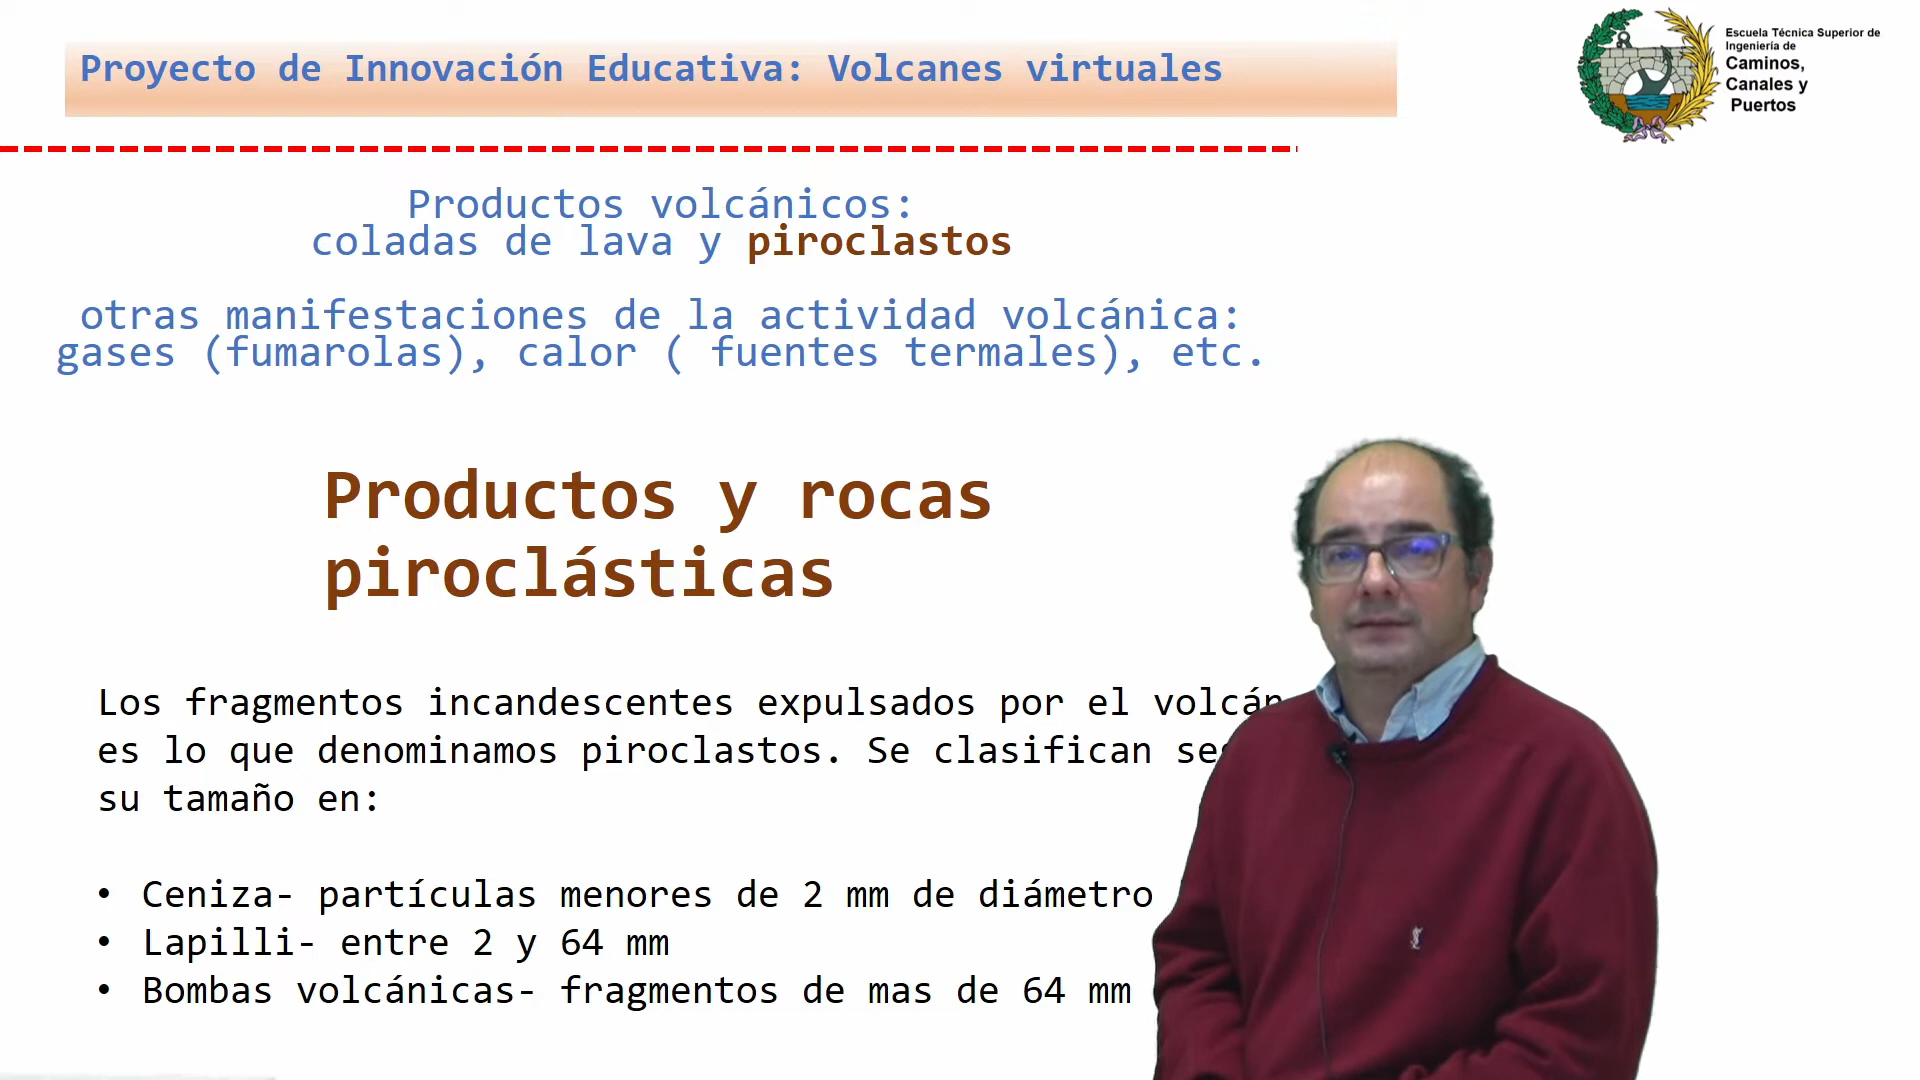 Proyecto de Innovación Educativa: Volcanes virtuales
Escuela Técnica Superior de
Ingeniería de
Caminos,
Canales y
Puertos
Productos volcánicos:
coladas de lava y piroclastos
otras manifestaciones de la actividad volcánica:
gases (fumarolas), calor ( fuentes termales), etc.
Productos y rocas
piroclásticas
Los fragmentos incandescentes expulsados por el volcán
es lo que denominamos piroclastos. Se clasifican
su tamaño en:
• Ceniza- partículas menores de 2 mm de diámetro
• Lapilli- entre 2 y 64 mm
• Bombas volcánicas- fragmentos de mas de 64 mm